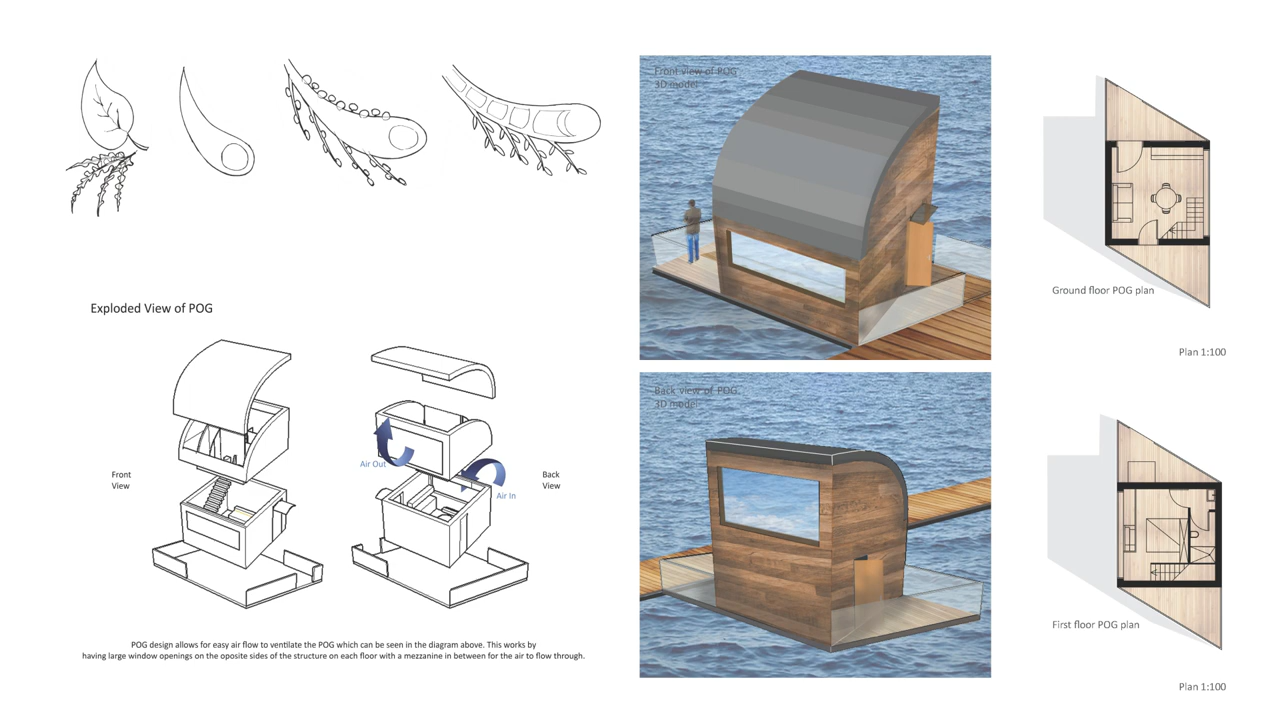 Exploded View of POG
Front
View
Air Out
Air In
Back
View
POG design allows for easy air flow to ventilate the POG which can be seen in the diagram above. This works by
having large window openings on the oposite sides of the structure on each floor with a mezzanine in between for the air to flow through.
Front view of POG
3D model
Back view of POG
3D model
Ground floor POG plan
Plan 1:100
First floor POG plan
Plan 1:100